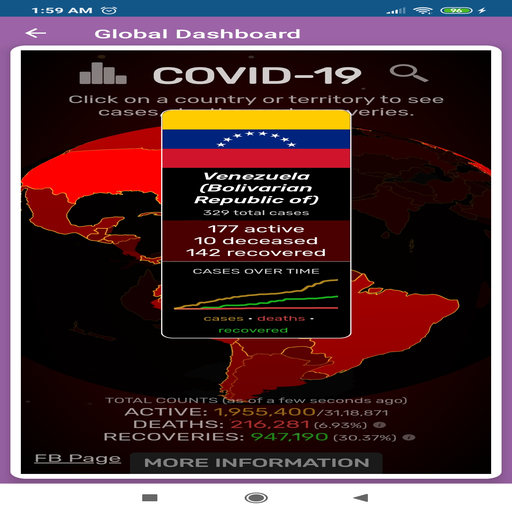 1:59 AM
96
Global Dashboard
COVID-19
Click on a country or territory to see
Venezuela
(Bolivarian
Republic of)
329 total cases
177 active
10 deceased
142 recovered
CASES OVER TIME
cases • deaths •
recovered
TOTAL COUNTS (as of a few seconds ago)
ACTIVE: 1,955,400/31,18,871
DEATHS: 216,281 (6.93%)
RECOVERIES: 947,190 (30.37%)
FB Page
MORE INFORMATION